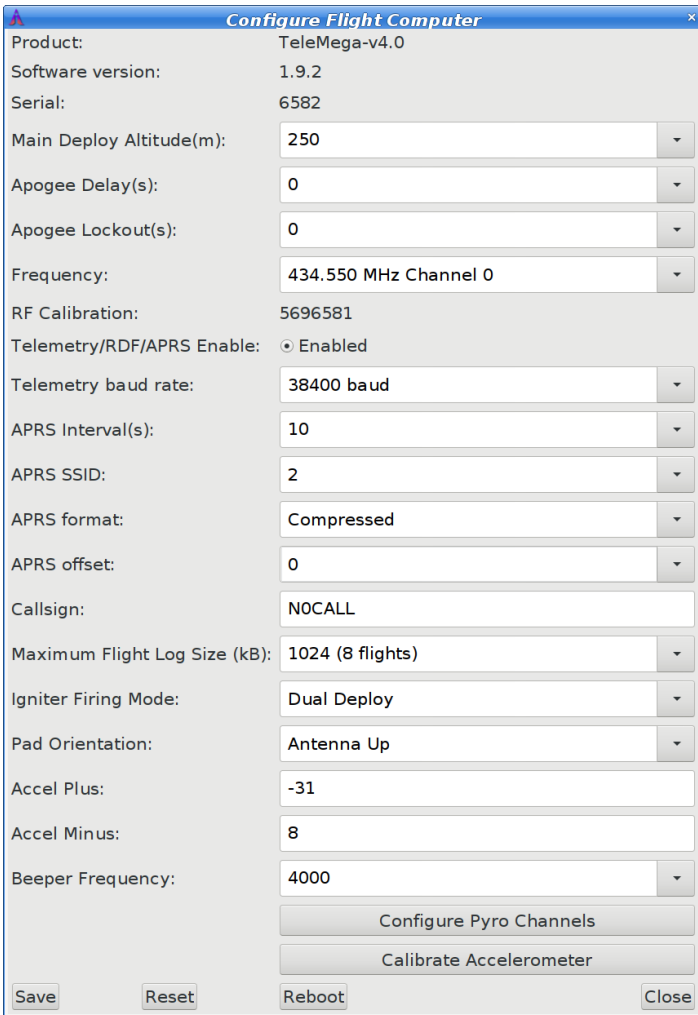 Configure Flight Computer
Product: TeleMega-v4.0
Software version: 1.9.2
Serial: 6582
Main Deploy Altitude(m): 250
Apogee Delay(s): 0
Apogee Lockout(s): 0
Frequency: 434.550 MHz Channel 0
RF Calibration: 5696581
Telemetry/RDF/APRS Enable: Enabled
Telemetry baud rate: 38400 baud
APRS Interval(s): 10
APRS SSID: 2
APRS format: Compressed
APRS offset: 0
Callsign: N0CALL
Maximum Flight Log Size (kB): 1024 (8 flights)
Igniter Firing Mode: Dual Deploy
Pad Orientation: Antenna Up
Accel Plus: -31
Accel Minus: 8
Beeper Frequency: 4000
Configure Pyro Channels
Calibrate Accelerometer
Save Reset Reboot Close